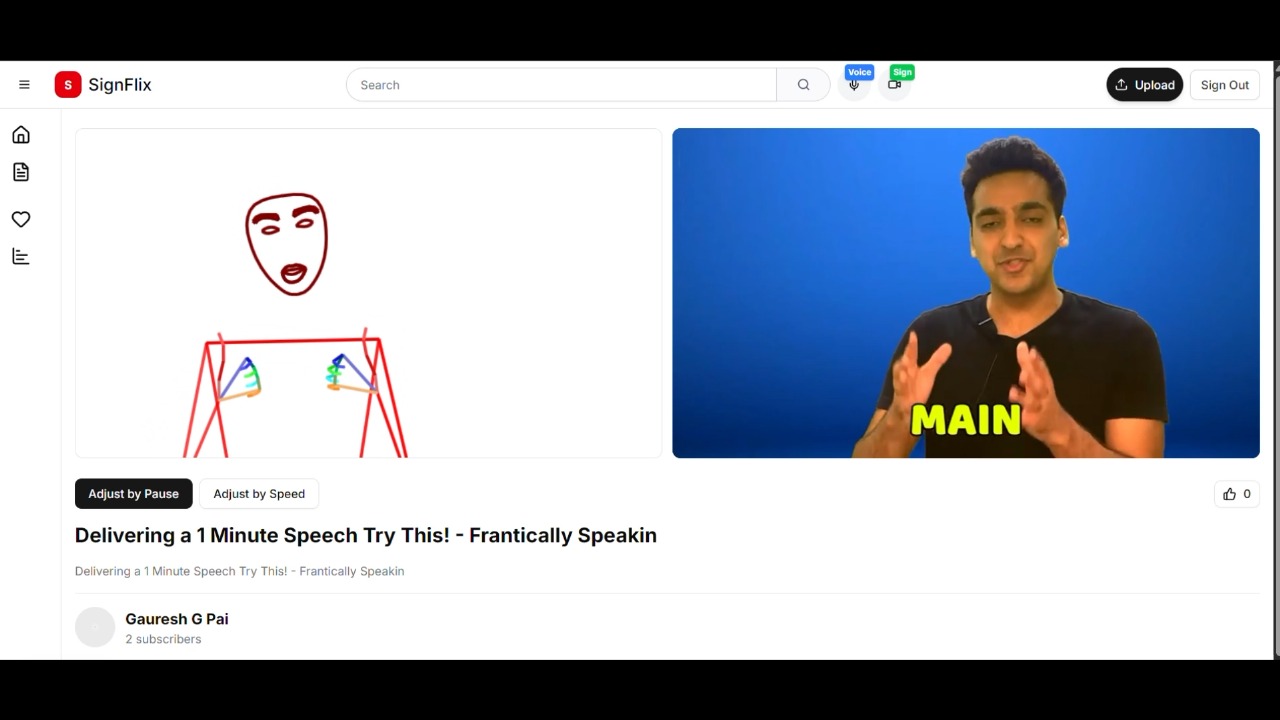 S SignFlix
Search
Voice
Sign
Upload
Sign Out
MAIN
Adjust by Pause
Adjust by Speed
0
Delivering a 1 Minute Speech Try This! - Frantically Speakin
Delivering a 1 Minute Speech Try This! - Frantically Speakin
Gauresh G Pai
2 subscribers